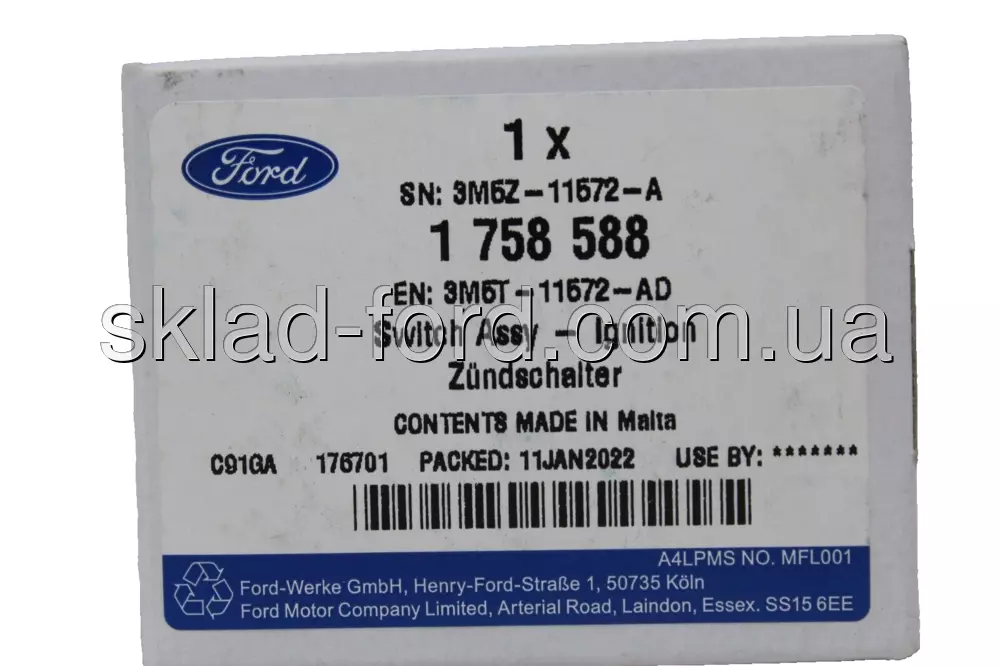 Ford
1 x
SN: 3M5Z-11572-A
1 758 588
EN: 3M5T-11572-AD
sklad-ford.com.ua
Switch Assy - Ignition
Zündschalter
CONTENTS MADE IN Malta
C91GA 176701 PACKED: 11JAN2022 USE BY: *******
A4LPMS NO. MFL001
Ford-Werke GmbH, Henry-Ford-Straße 1, 50735 Köln
Ford Motor Company Limited, Arterial Road, Laindon, Essex. SS15 6EE